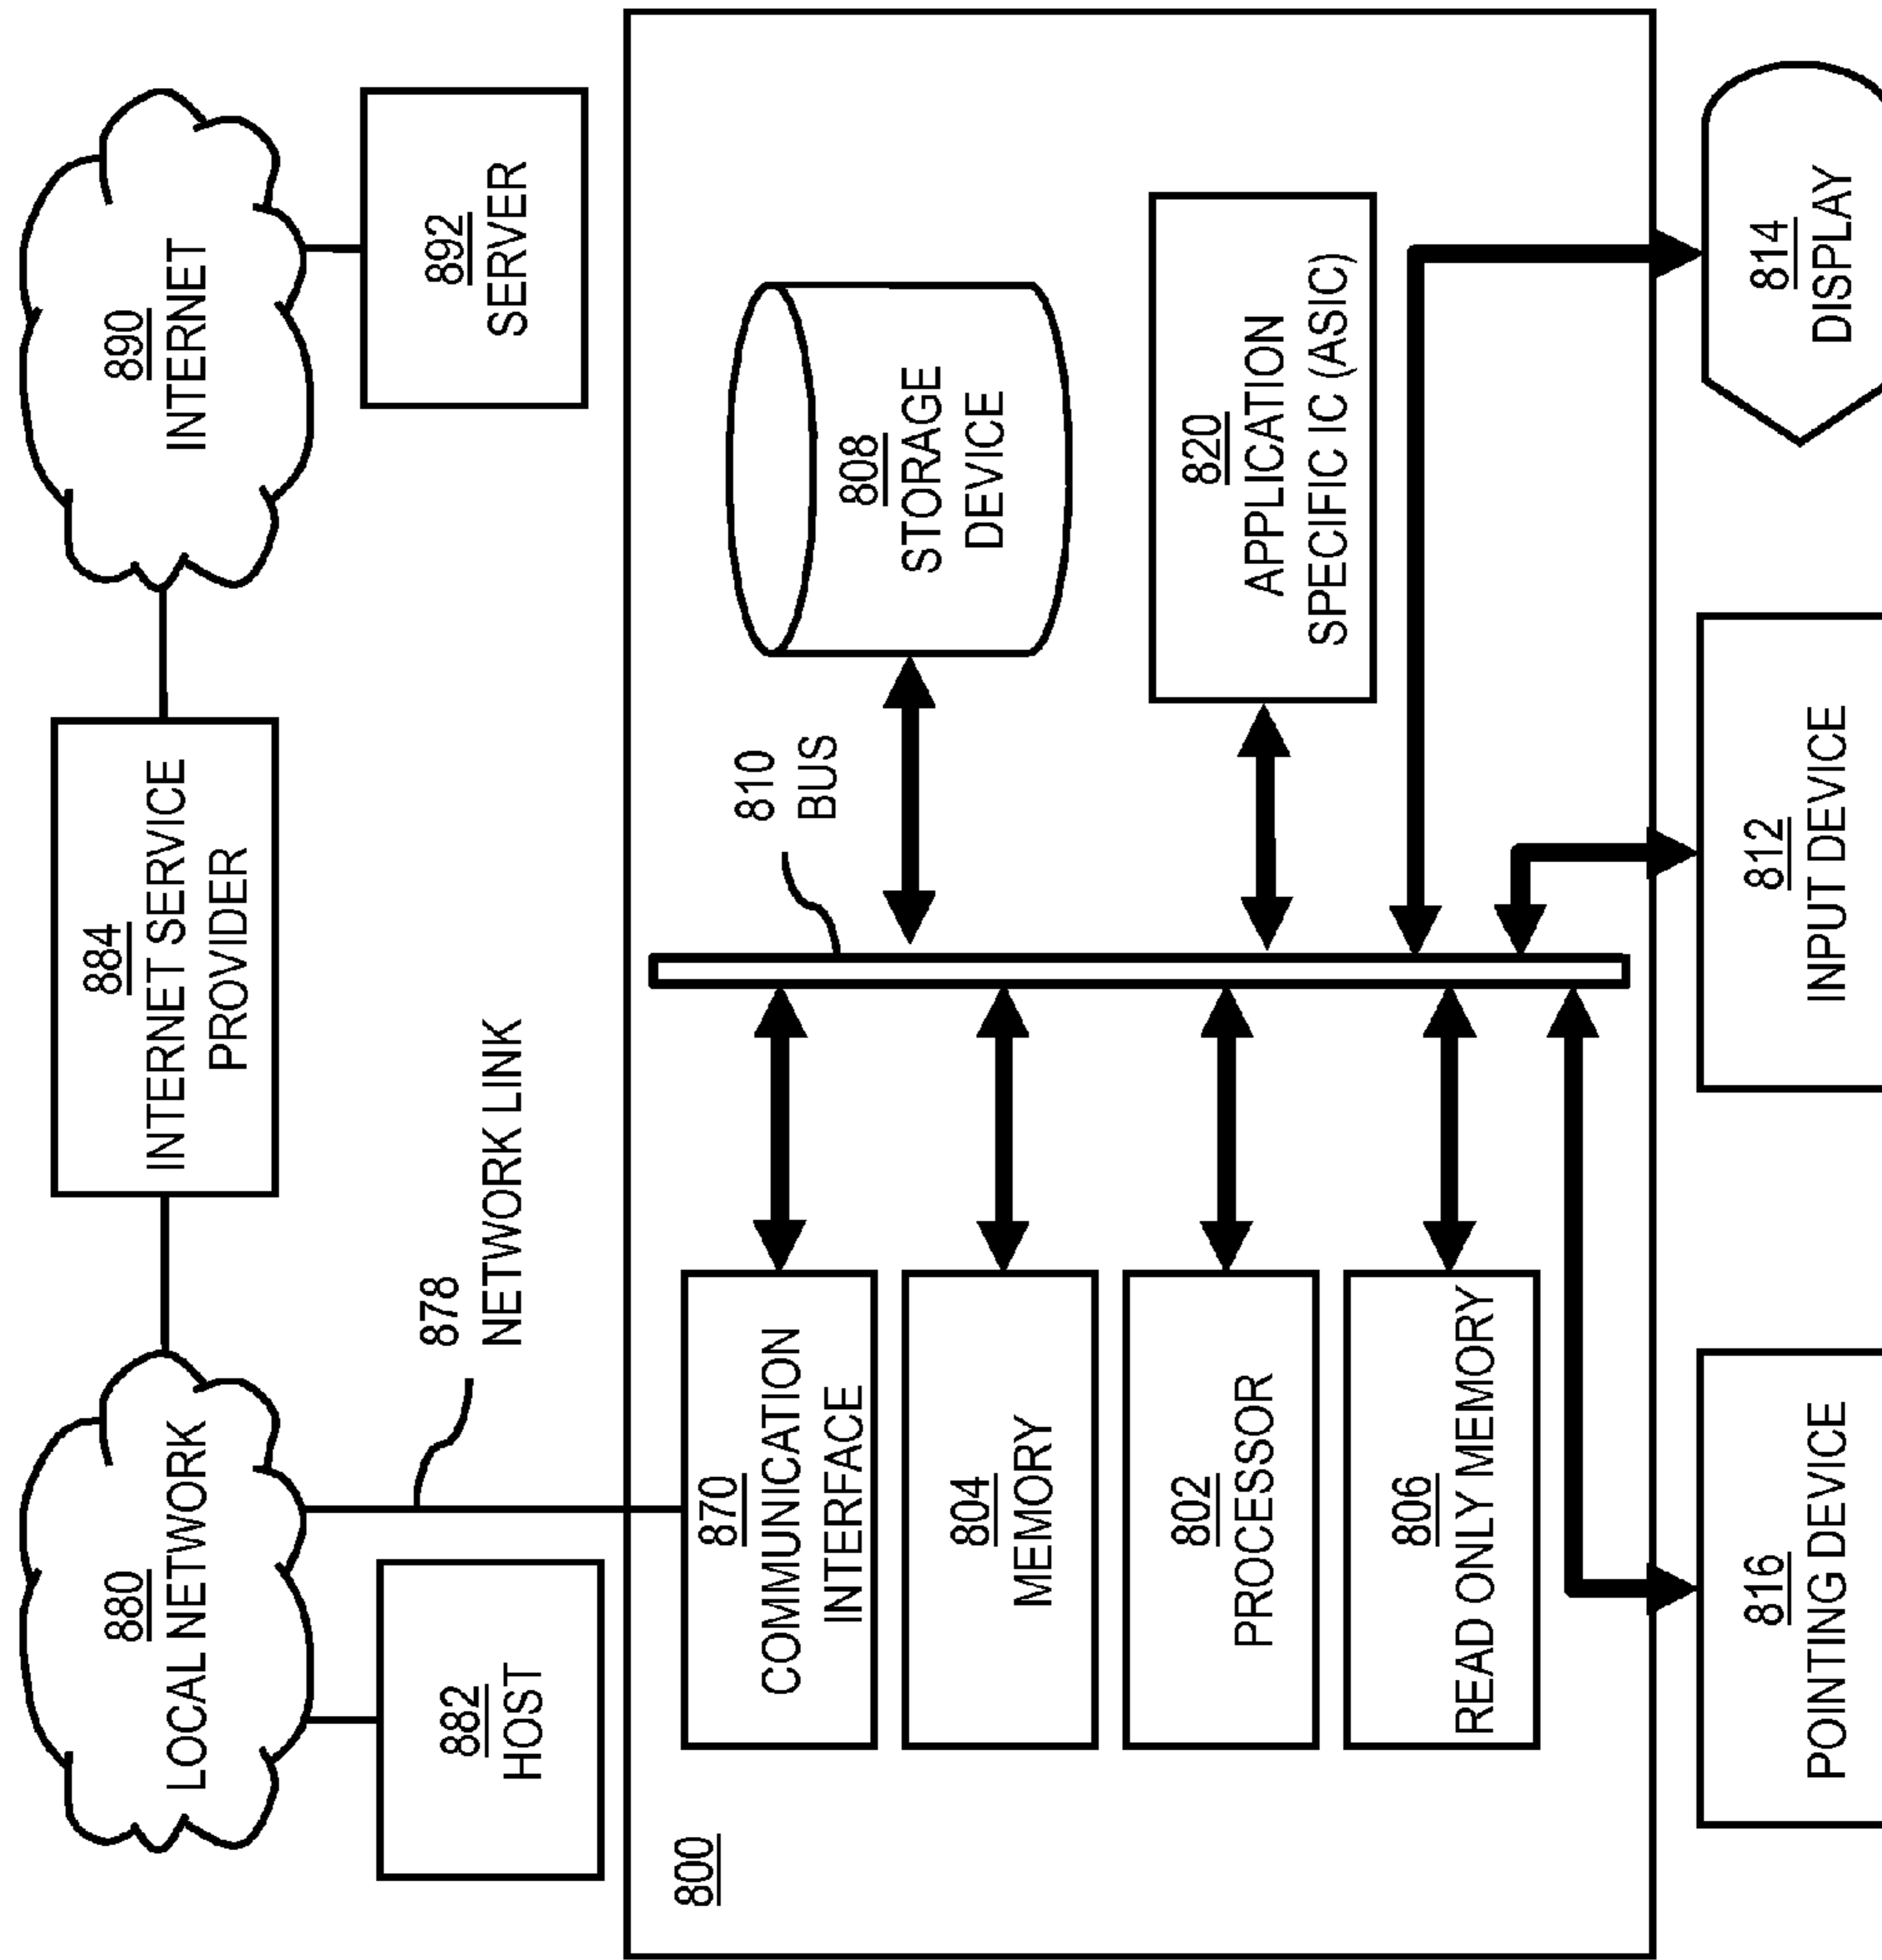 880
LOCAL NETWORK
884
INTERNET SERVICE
PROVIDER
890
INTERNET
882
HOST
878
NETWORK LINK
892
SERVER
800
870
COMMUNICATION
INTERFACE
804
MEMORY
802
PROCESSOR
806
READ ONLY MEMORY
810
BUS
808
STORAGE
DEVICE
820
APPLICATION
SPECIFIC IC (ASIC)
816
POINTING DEVICE
812
INPUT DEVICE
814
DISPLAY